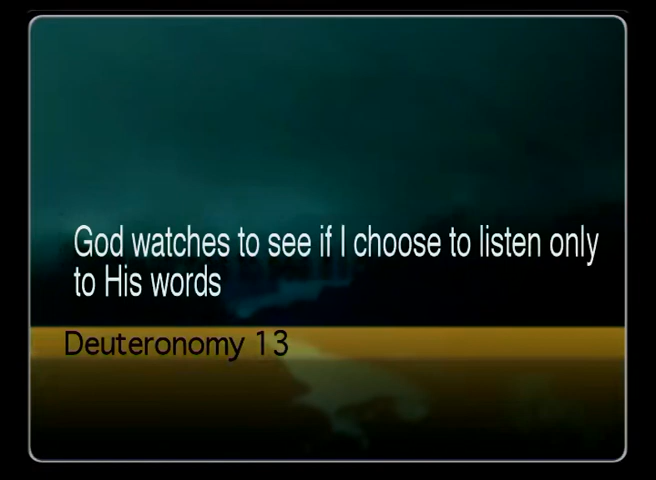 God watches to see if I choose to listen only
to His words
Deuteronomy 13